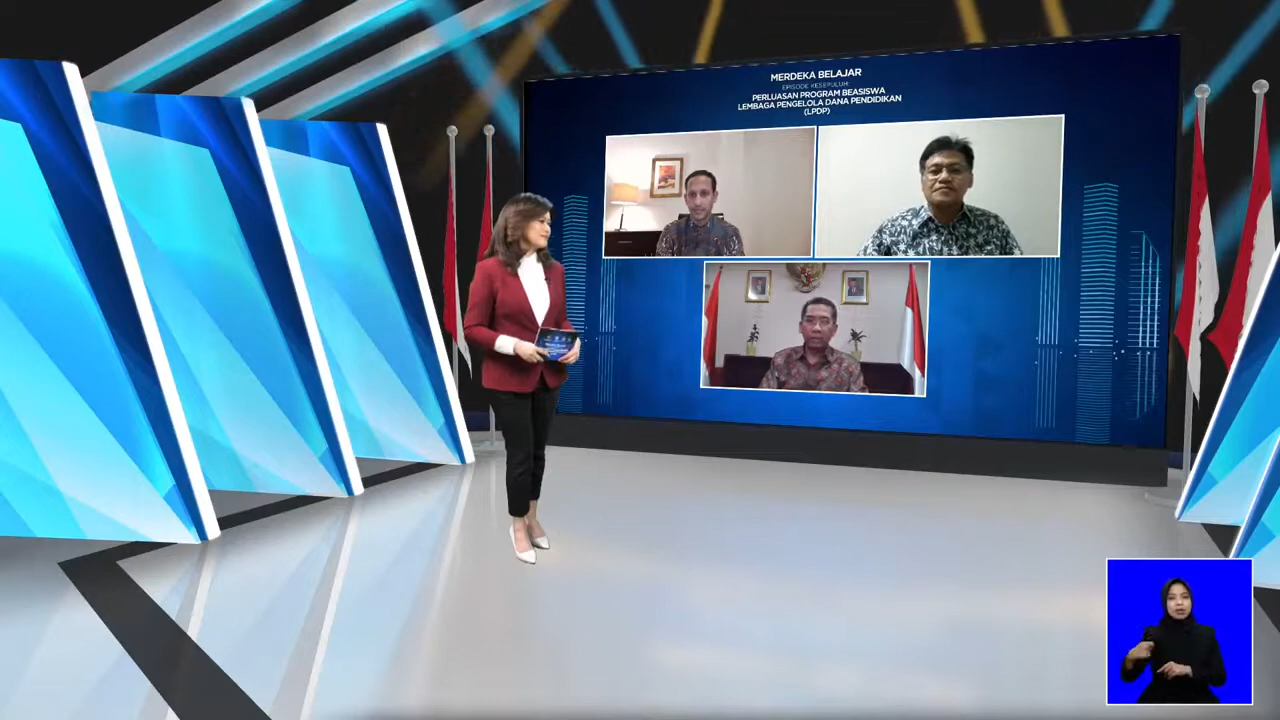 MERDEKA BELAJAR
EPISODE KESEPULUH:
PERLUASAN PROGRAM BEASISWA
LEMBAGA PENGELOLA DANA PENDIDIKAN
(LPDP)